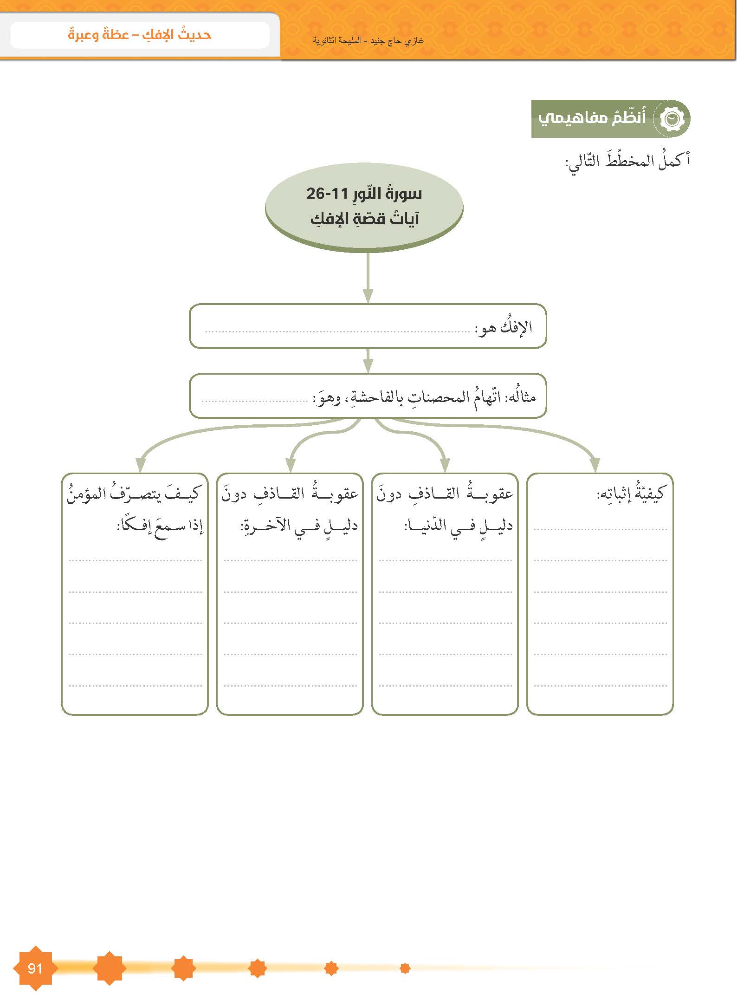 حديثُ الإفكِ – عظةٌ وعبرةٌ
غازي حاج جنيد - المليحة الثانوية
أُنظّمُ مفاهيمي
أكملُ المخطّطَ التّالي:
سورةُ النّورِ 11-26
آياتُ قصّةِ الإفكِ
الإفكُ هو: ........................................
مثالُه: اتّهامُ المحصناتِ بالفاحشةِ، وهوَ: ....................
كيفيّةُ إثباتِه:
عقوبةُ القاذفِ دونَ
دليلٍ في الدّنيا:
عقوبةُ القاذفِ دونَ
دليلٍ في الآخرةِ:
كيفَ يتصرّفُ المؤمنُ
إذا سمعَ إفكًا:
91